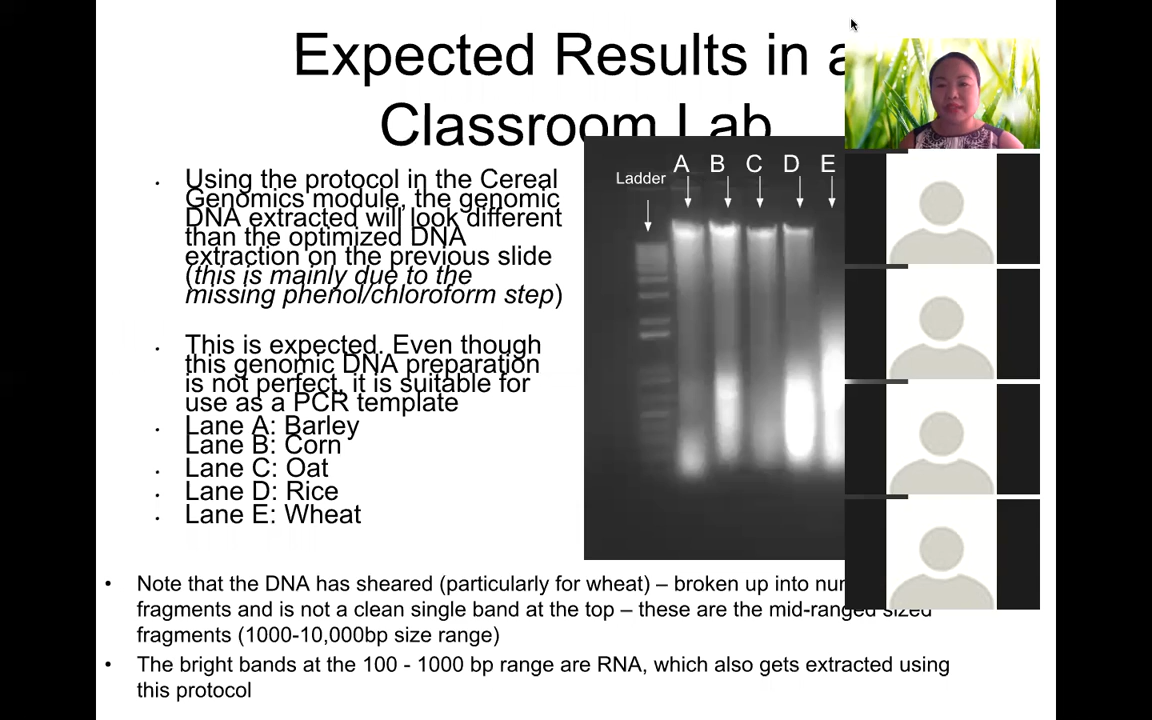 Expected Results in a
Classroom Lab
Using the protocol in the Cereal
Genomics module, the genomic
DNA extracted will look different
than the optimized DNA
extraction on the previous slide
(this is mainly due to the
missing phenol/chloroform step)
This is expected. Even though
this genomic DNA preparation
is not perfect, it is suitable for
use as a PCR template
Lane A: Barley
Lane B: Corn
Lane C: Oat
Lane D: Rice
Lane E: Wheat
Ladder A B C D E
Note that the DNA has sheared (particularly for wheat) – broken up into
fragments and is not a clean single band at the top – these are the mid-ranged sized
fragments (1000-10,000bp size range)
The bright bands at the 100 - 1000 bp range are RNA, which also gets extracted using
this protocol